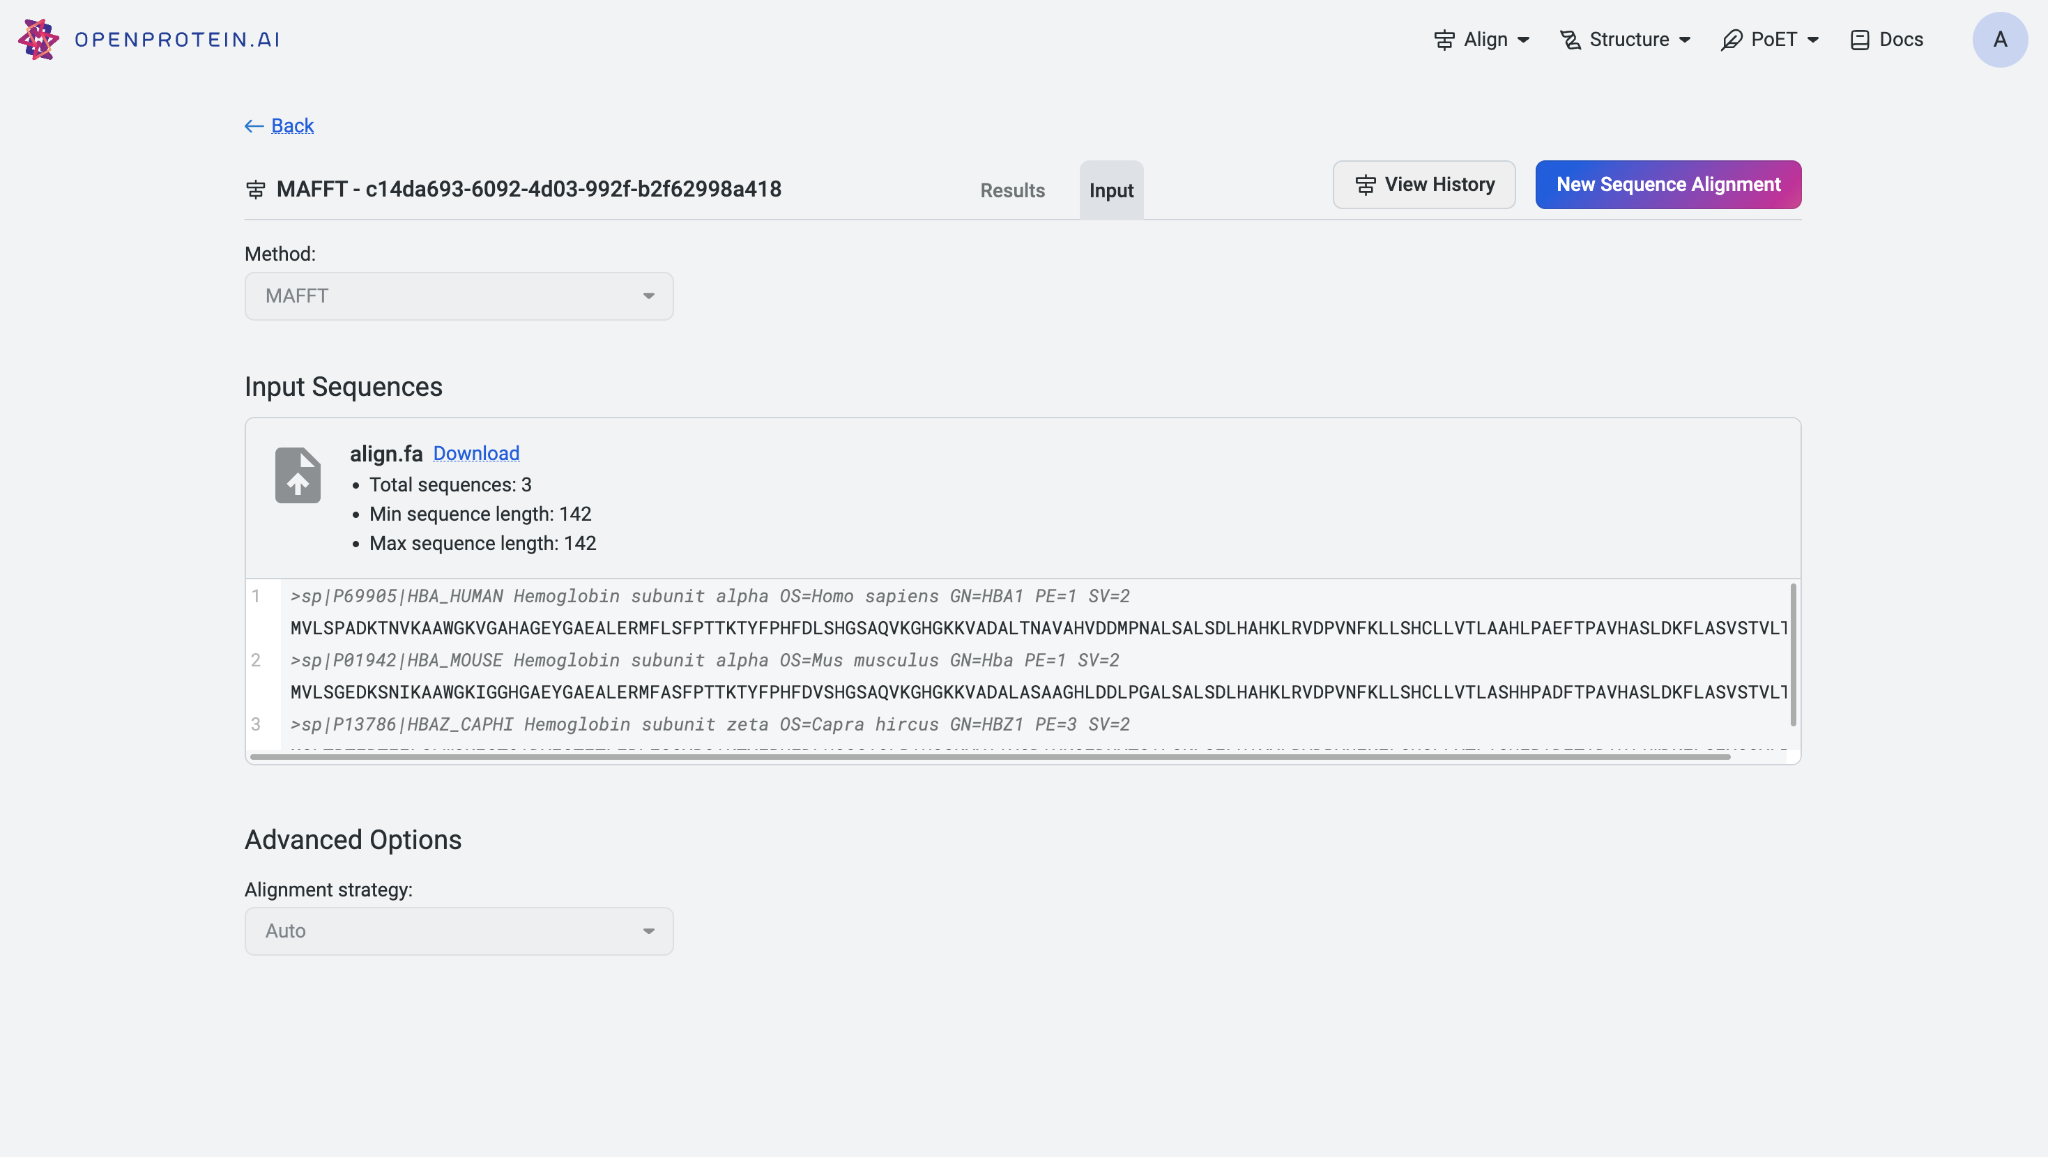 OPENPROTEIN.AI
Align
Structure
PoET
Docs
A
Back
MAFFT - c14da693-6092-4d03-992f-b2f62998a418
Results
Input
View History
New Sequence Alignment
Method:
MAFFT
Input Sequences
align.fa Download
• Total sequences: 3
• Min sequence length: 142
• Max sequence length: 142
1 >sp|P69905|HBA_HUMAN Hemoglobin subunit alpha OS=Homo sapiens GN=HBA1 PE=1 SV=2
MVLSPADKTNVKAAWGKVGAHAGEYGAEALERMFLSFPTTKTYFPHFDLSHGSAQVKGHGKKVADALTNAVAHVDDMPNALSALSDLHAHKLRVDPVNFKLLSHCLLVTLAAHLPAEFTPAVHASLDKFLASVSTVLT
2 >sp|P01942|HBA_MOUSE Hemoglobin subunit alpha OS=Mus musculus GN=Hba PE=1 SV=2
MVLSGEDKSNIKAAWGKIGGHGAEYGAEALERMFASFPTTKTYFPHFDVSHGSAQVKGHGKKVADALASAAGHLDDLPGALSALSDLHAHKLRVDPVNFKLLSHCLLVTLASHHPADFTPAVHASLDKFLASVSTVLT
3 >sp|P13786|HBAZ_CAPHI Hemoglobin subunit zeta OS=Capra hircus GN=HBZ1 PE=3 SV=2
Advanced Options
Alignment strategy:
Auto